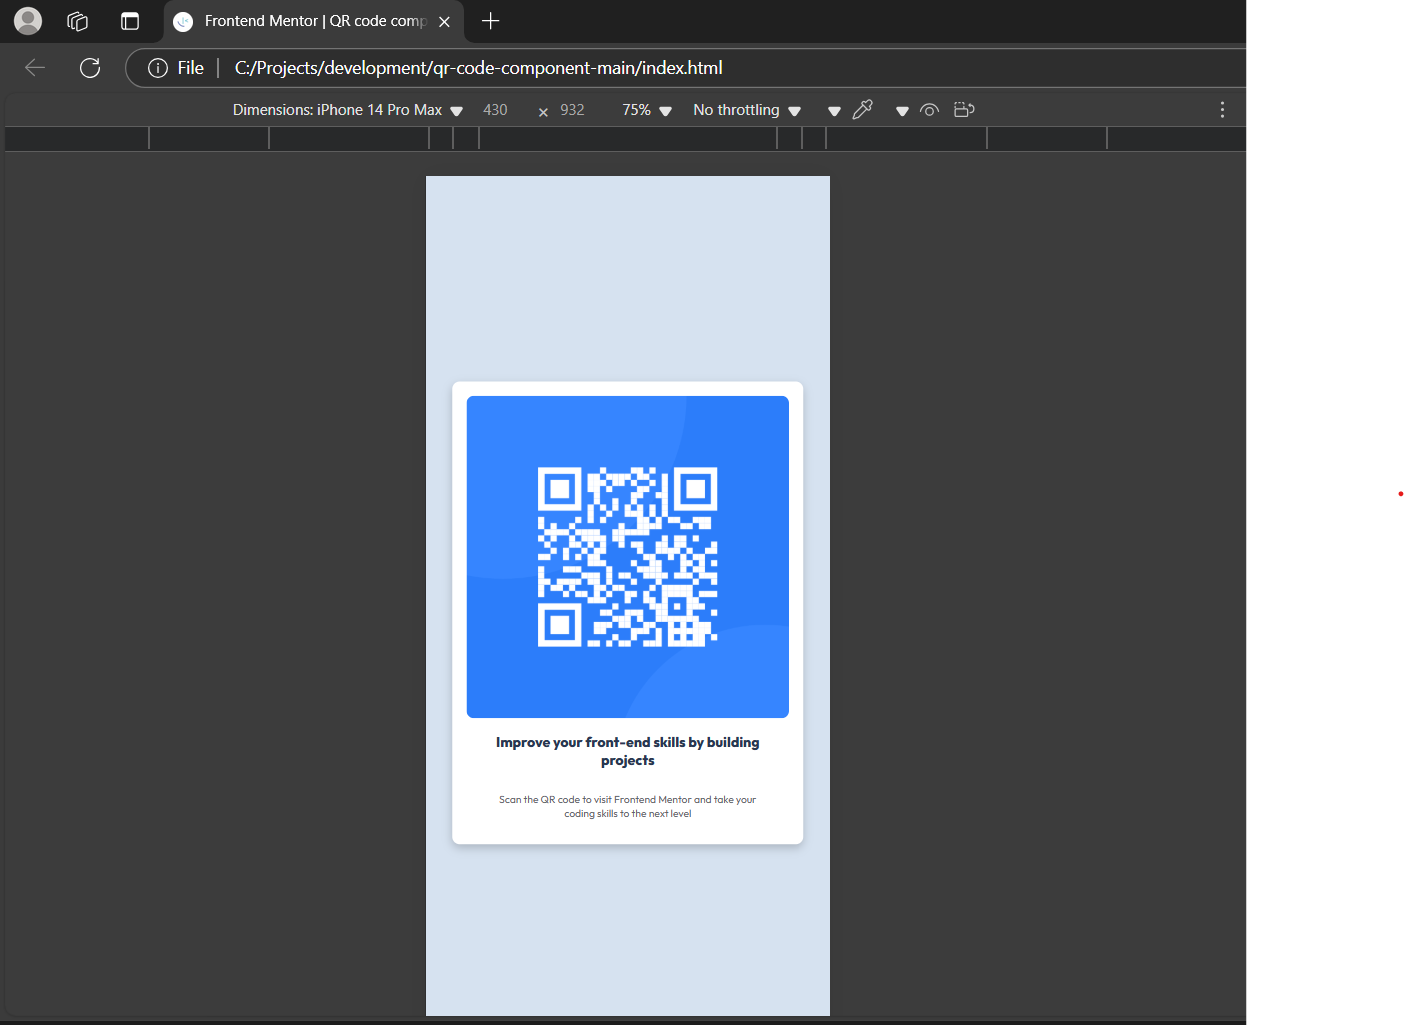 Frontend Mentor | QR code comp
File C:/Projects/development/qr-code-component-main/index.html
Dimensions: iPhone 14 Pro Max 430 × 932 75% No throttling
Improve your front-end skills by building
projects
Scan the QR code to visit Frontend Mentor and take your
coding skills to the next level